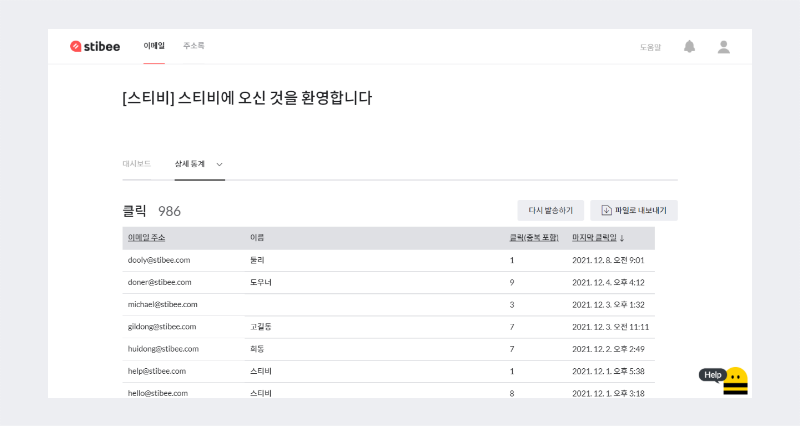 stibee 이메일 주소록 도움말
[스티비] 스티비에 오신 것을 환영합니다
대시보드 상세 통계
클릭 986 다시 발송하기 파일로 내보내기
이메일 주소 이름 클릭(중복 포함) 마지막 클릭일 ↓
dooly@stibee.com 둘리 1 2021. 12. 8. 오전 9:01
doner@stibee.com 도우너 9 2021. 12. 4. 오후 4:12
michael@stibee.com 3 2021. 12. 3. 오후 1:32
gildong@stibee.com 고길동 7 2021. 12. 3. 오전 11:11
huidong@stibee.com 희동 7 2021. 12. 2. 오후 2:49
help@stibee.com 스티비 1 2021. 12. 1. 오후 5:38
Help
hello@stibee.com 스티비 8 2021. 12. 1. 오후 3:18